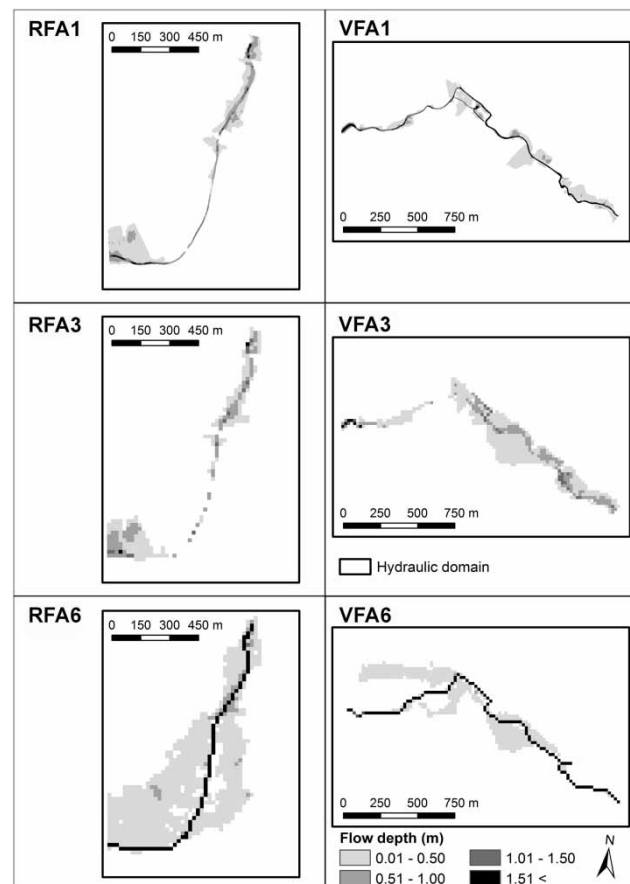 RFA1
0 150 300 450 m
VFA1
0 250 500 750 m
RFA3
0 150 300 450 m
VFA3
0 250 500 750 m
Hydraulic domain
RFA6
0 150 300 450 m
VFA6
0 250 500 750 m
Flow depth (m)
0.01 - 0.50 1.01 - 1.50
0.51 - 1.00 1.51 <
N